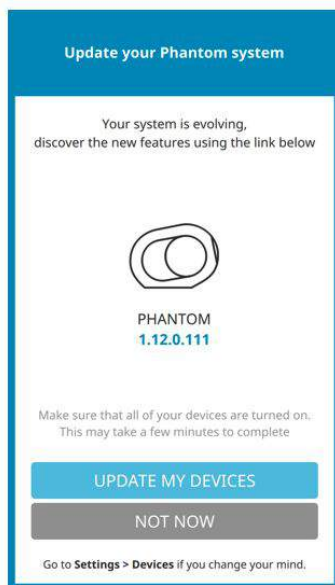 Update your Phantom system
Your system is evolving,
discover the new features using the link below
PHANTOM
1.12.0.111
Make sure that all of your devices are turned on.
This may take a few minutes to complete
UPDATE MY DEVICES
NOT NOW
Go to Settings > Devices if you change your mind.